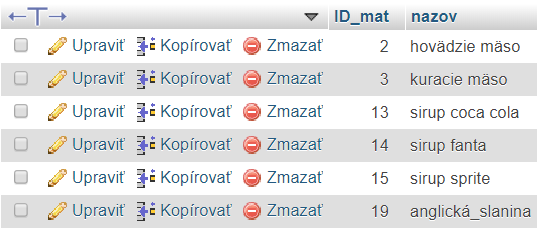 ID_mat nazov
Upraviť Kopírovať Zmazať 2 hovädzie mäso
Upraviť Kopírovať Zmazať 3 kuracie mäso
Upraviť Kopírovať Zmazať 13 sirup coca cola
Upraviť Kopírovať Zmazať 14 sirup fanta
Upraviť Kopírovať Zmazať 15 sirup sprite
Upraviť Kopírovať Zmazať 19 anglická_slanina